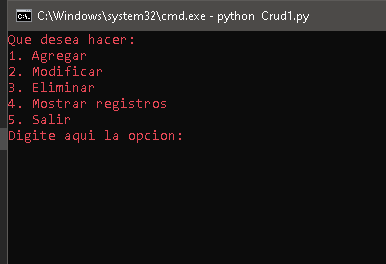 C:\Windows\system32\cmd.exe - python  Crud1.py
Que desea hacer:
1. Agregar
2. Modificar
3. Eliminar
4. Mostrar registros
5. Salir
Digite aqui la opcion: